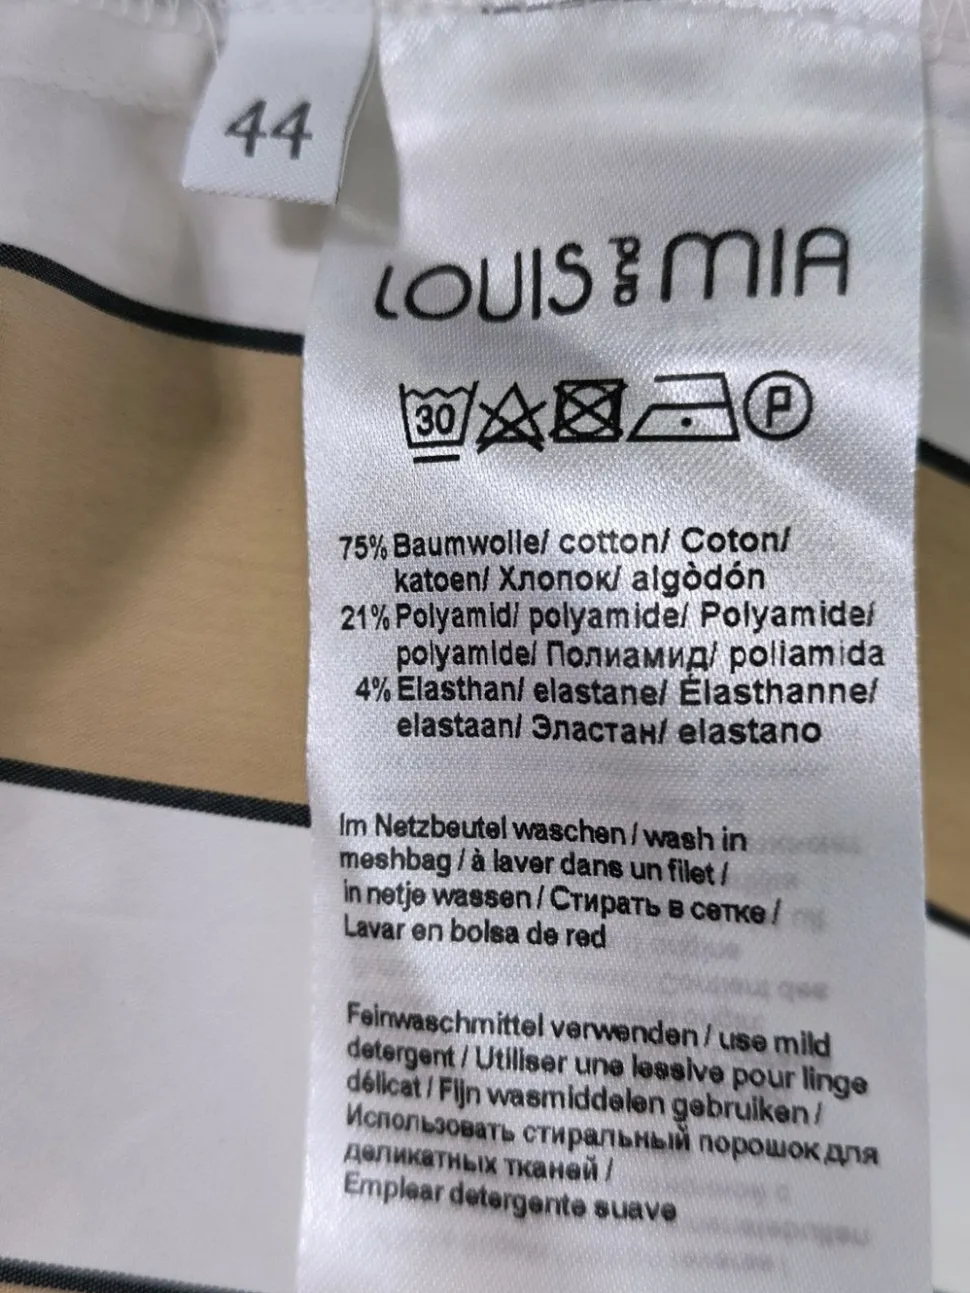 44
LOUIS and MIA
30 P
75% Baumwolle/ cotton/ Coton/
katoen/ Хлопок/ algòdón
21% Polyamid/ polyamide/ Polyamide/
polyamide/ Полиамид/ poliamida
4% Elasthan/ elastane/ Élasthanne/
elastaan/ Эластан/ elastano
Im Netzbeutel waschen / wash in
meshbag / à laver dans un filet /
in netje wassen / Стирать в сетке /
Lavar en bolsa de red
Feinwaschmittel verwenden / use mild
detergent / Utiliser une lessive pour linge
délicat / Fijn wasmiddelen gebruiken /
Использовать стиральный порошок для
деликатных тканей /
Emplear detergente suave